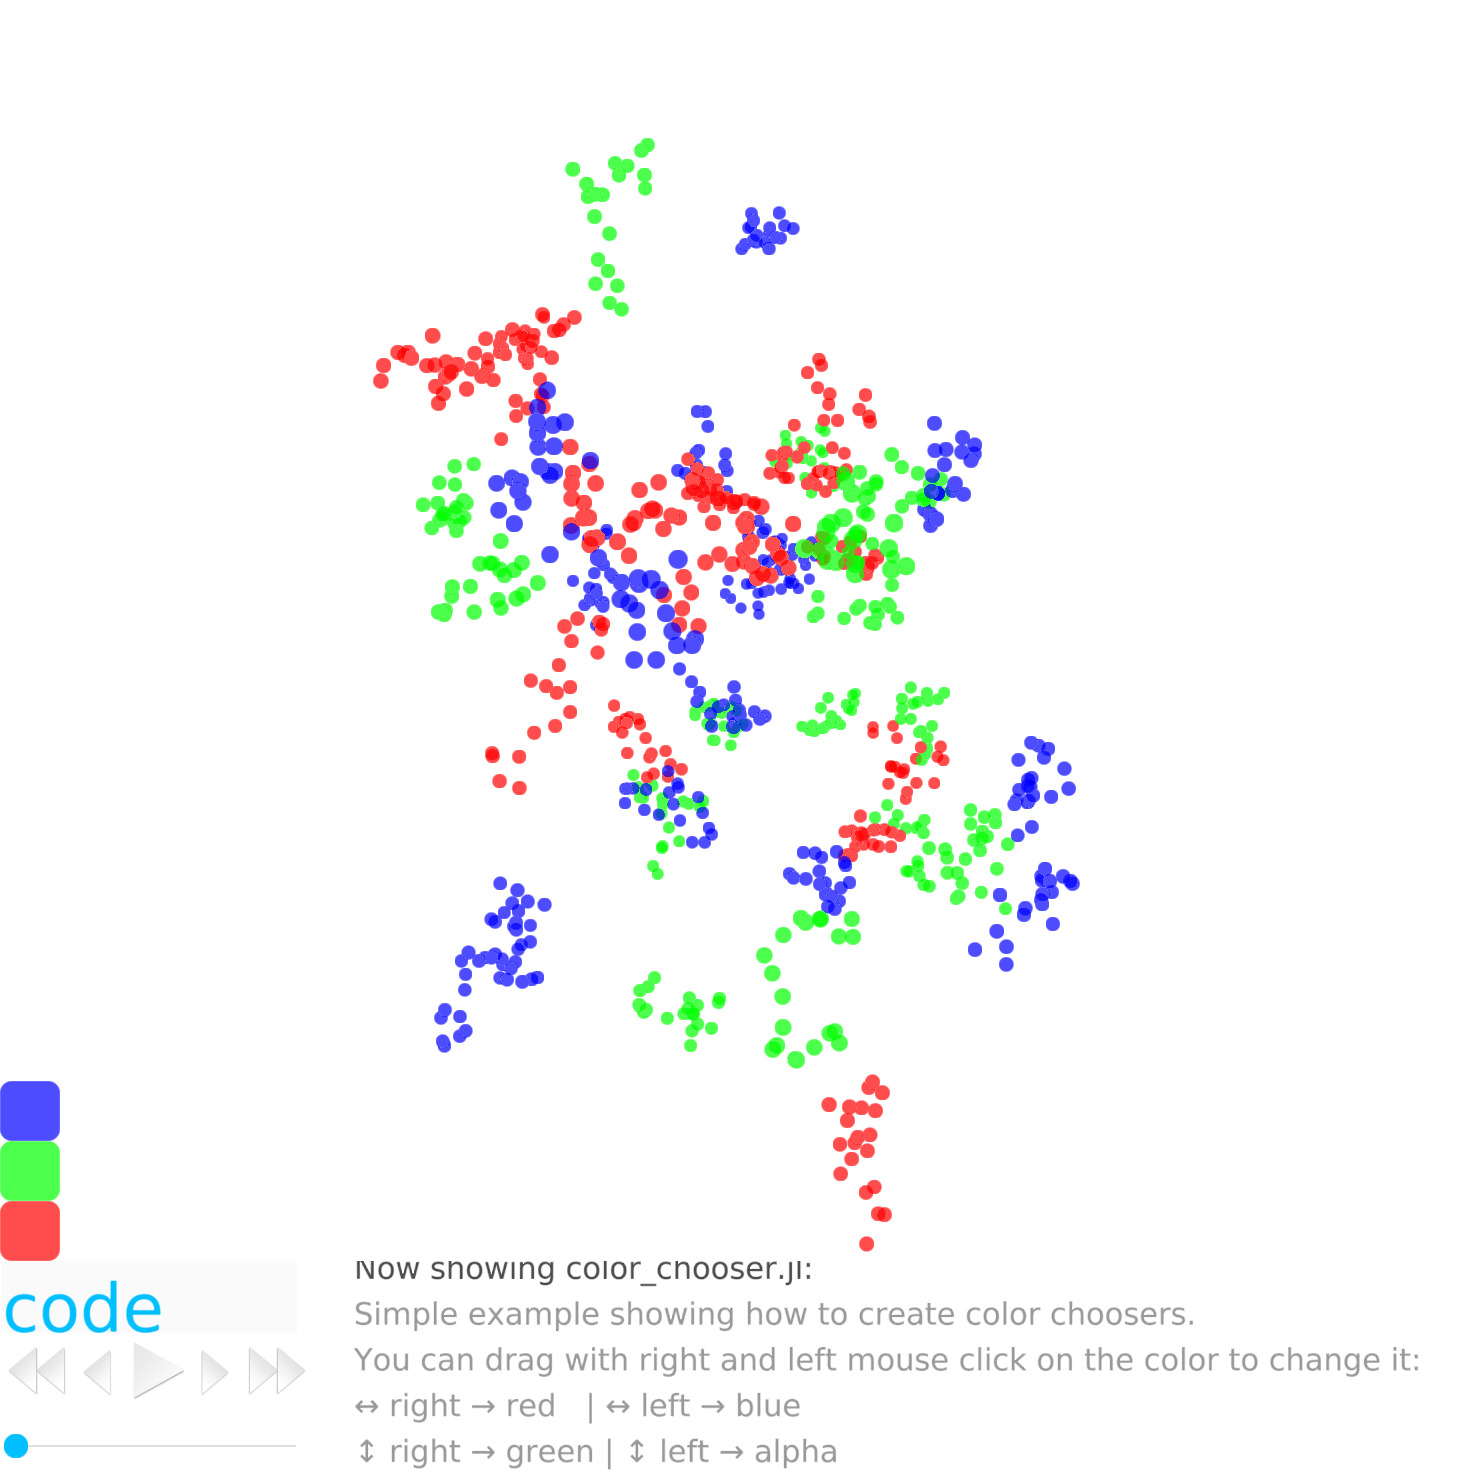 code
Now showing color_chooser.jl:
Simple example showing how to create color choosers.
You can drag with right and left mouse click on the color to change it:
↔ right → red | ↔ left → blue
↕ right → green | ↕ left → alpha